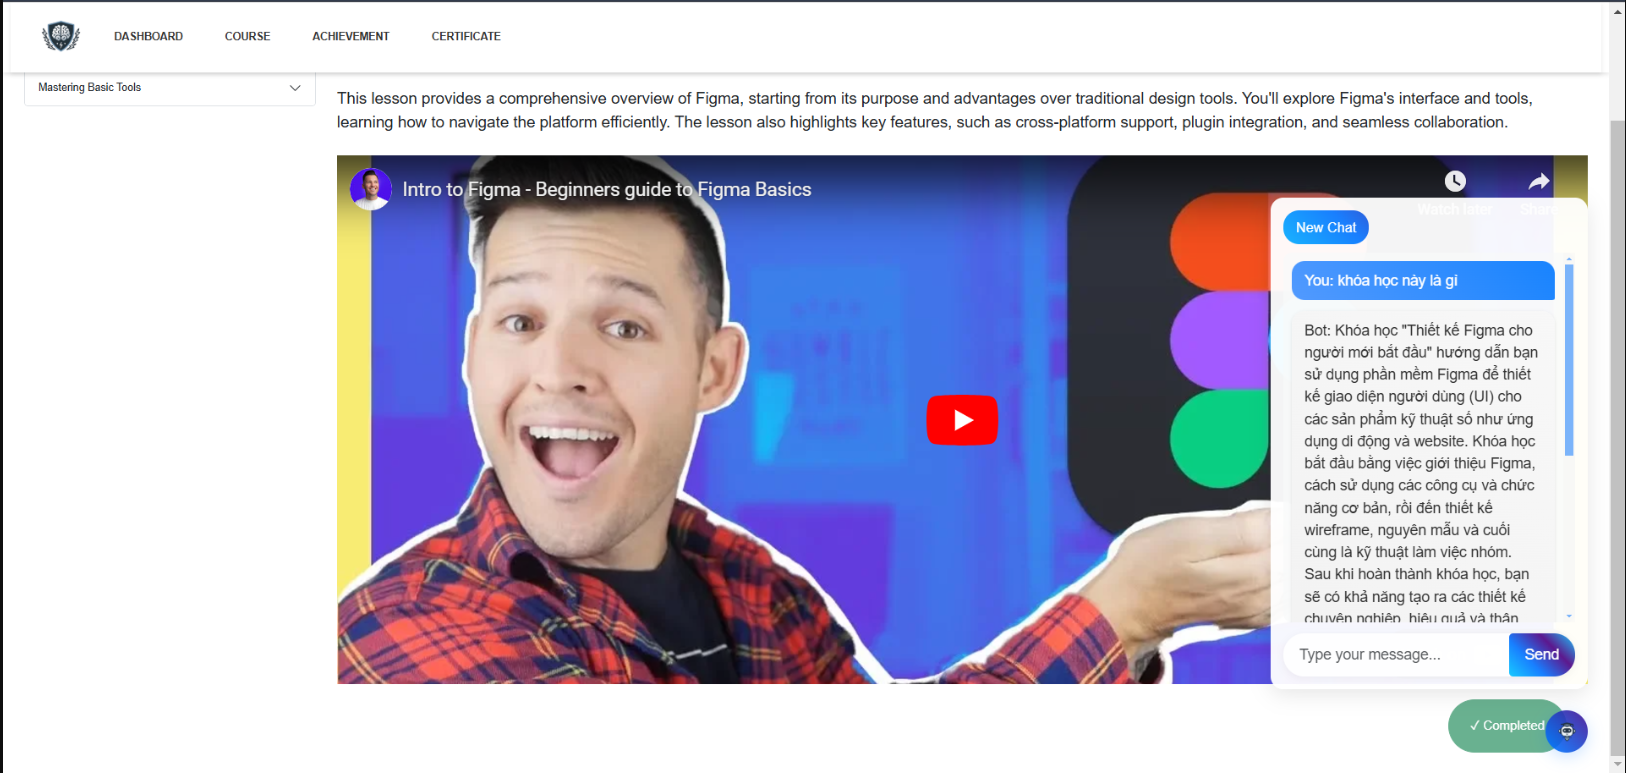 DASHBOARD COURSE ACHIEVEMENT CERTIFICATE
Mastering Basic Tools
This lesson provides a comprehensive overview of Figma, starting from its purpose and advantages over traditional design tools. You'll explore Figma's interface and tools,
learning how to navigate the platform efficiently. The lesson also highlights key features, such as cross-platform support, plugin integration, and seamless collaboration.
Intro to Figma - Beginners guide to Figma Basics
Watch later Share
New Chat
You: khóa học này là gì
Bot: Khóa học "Thiết kế Figma cho
người mới bắt đầu" hướng dẫn bạn
sử dụng phần mềm Figma để thiết
kế giao diện người dùng (UI) cho
các sản phẩm kỹ thuật số như ứng
dụng di động và website. Khóa học
bắt đầu bằng việc giới thiệu Figma,
cách sử dụng các công cụ và chức
năng cơ bản, rồi đến thiết kế
wireframe, nguyên mẫu và cuối
cùng là kỹ thuật làm việc nhóm.
Sau khi hoàn thành khóa học, bạn
sẽ có khả năng tạo ra các thiết kế
chuyên nghiệp, hiệu quả và thân
Type your message...
Send
✓ Completed